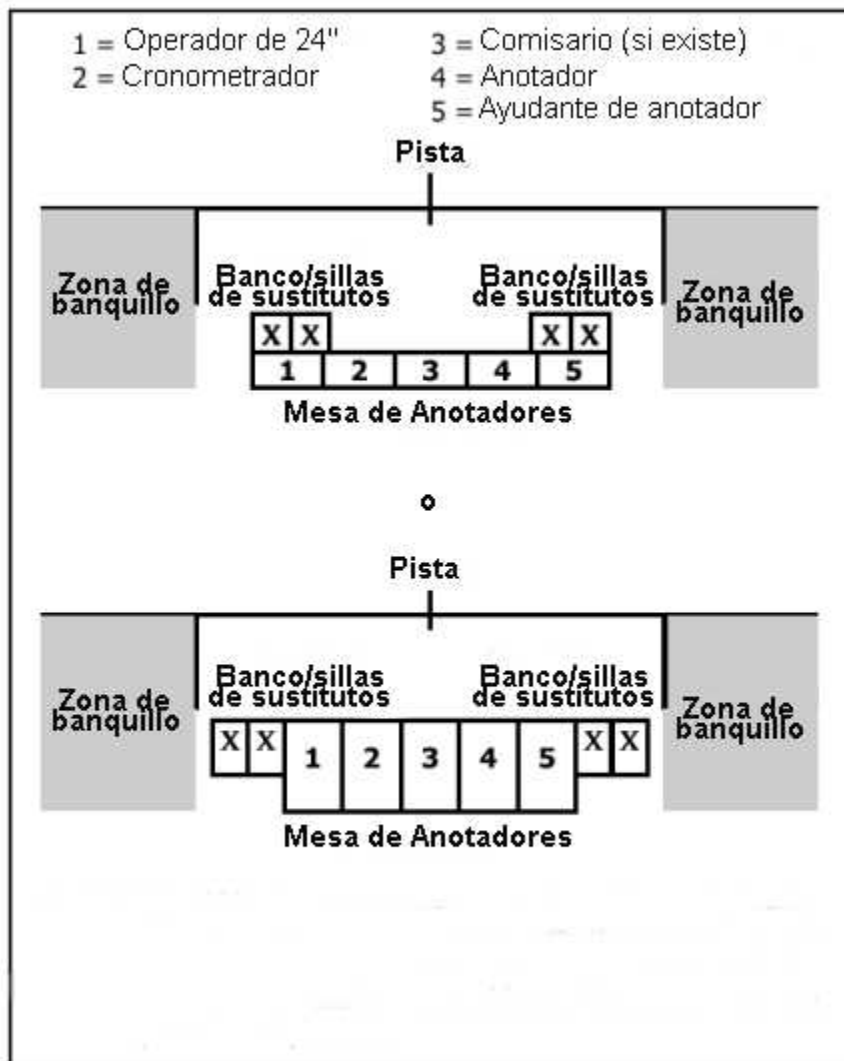 1 = Operador de 24"
2 = Cronometrador
3 = Comisario (si existe)
4 = Anotador
5 = Ayudante de anotador
Pista
Zona de
banquillo
Banco/sillas
de sustitutos
Banco/sillas
de sustitutos
Zona de
banquillo
X X
X X
1 2 3 4 5
Mesa de Anotadores
o
Pista
Zona de
banquillo
Banco/sillas
de sustitutos
Banco/sillas
de sustitutos
Zona de
banquillo
X X 1 2 3 4 5 X X
Mesa de Anotadores